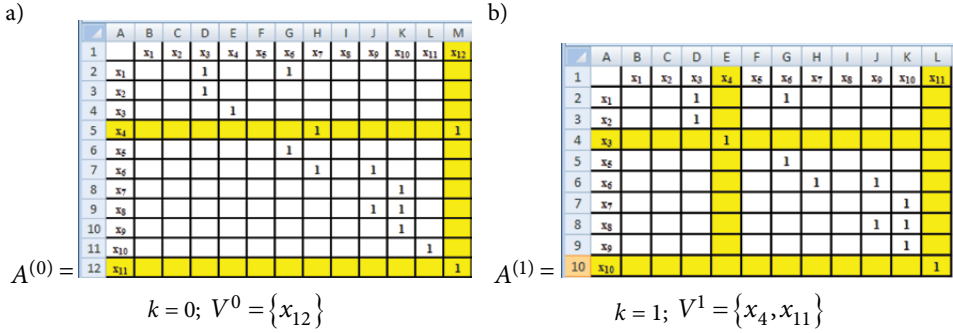 a)
A B C D E F G H I J K L M
1 x₁ x₂ x₃ x₄ x₅ x₆ x₇ x₈ x₉ x₁₀ x₁₁ x₁₂
2 x₁ 1 1
3 x₂ 1
4 x₃ 1
5 x₄ 1 1
6 x₅ 1
7 x₆ 1 1
8 x₇ 1
9 x₈ 1 1
10 x₉ 1
11 x₁₀ 1
12 x₁₁ 1
A⁽⁰⁾ =
k = 0; V⁰ = {x₁₂}
b)
A B C D E F G H I J K L
1 x₁ x₂ x₃ x₄ x₅ x₆ x₇ x₈ x₉ x₁₀ x₁₁
2 x₁ 1 1
3 x₂ 1
4 x₃ 1
5 x₅ 1
6 x₆ 1 1
7 x₇ 1
8 x₈ 1 1
9 x₉ 1
10 x₁₀ 1
A⁽¹⁾ =
k = 1; V¹ = {x₄, x₁₁}